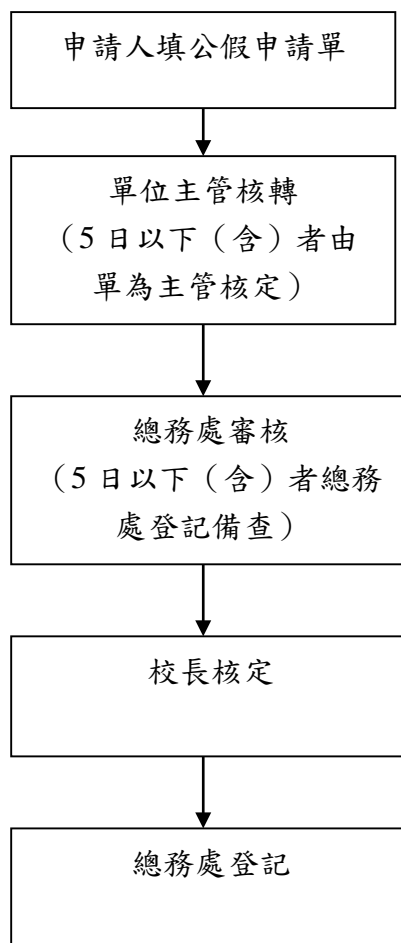 申請人填公假申請單
單位主管核轉
（5 日以下（含）者由
單為主管核定）
總務處審核
（5 日以下（含）者總務
處登記備查）
校長核定
總務處登記